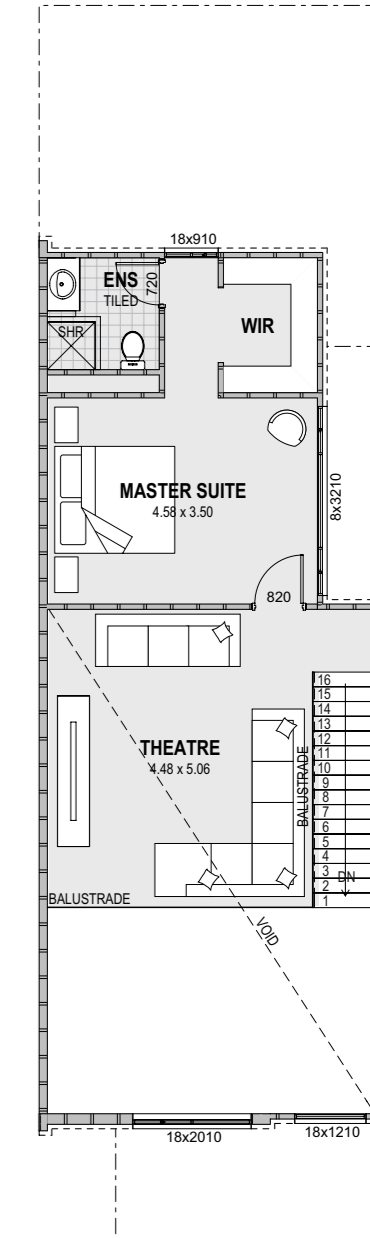 18x910
ENS
TILED
720
SHR
WIR
MASTER SUITE
4.58 x 3.50
8x3210
820
16
15
14
13
12
11
10
9
8
7
6
5
4
3
2
1
DN
THEATRE
4.48 x 5.06
BALUSTRADE
BALUSTRADE
VOID
18x2010
18x1210